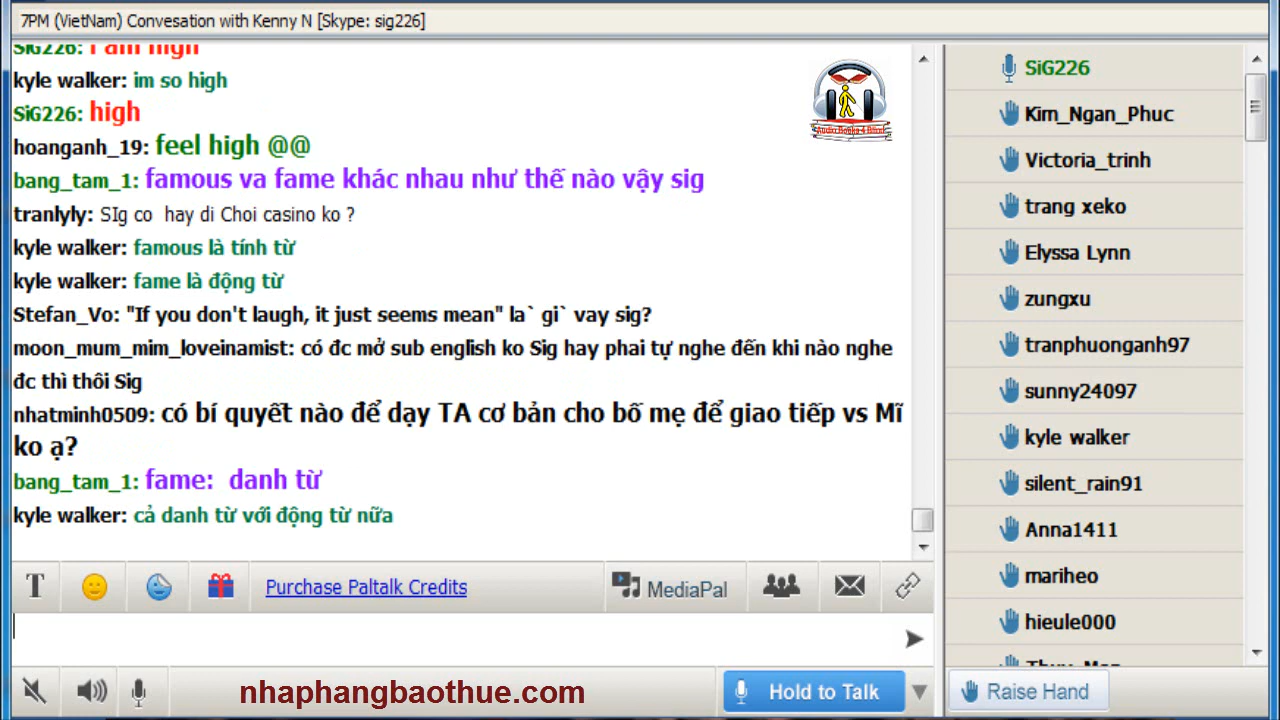 7PM (VietNam) Convesation with Kenny N [Skype: sig226]
SiG226: I am high
kyle walker: im so high
SiG226: high
hoanganh_19: feel high @@
bang_tam_1: famous va fame khác nhau như thế nào vậy sig
tranlyly: SIg co hay di Choi casino ko ?
kyle walker: famous là tính từ
kyle walker: fame là động từ
Stefan_Vo: "If you don't laugh, it just seems mean" la` gi` vay sig?
moon_mum_mim_loveinamist: có đc mở sub english ko Sig hay phai tự nghe đến khi nào nghe
đc thì thôi Sig
nhatminh0509: có bí quyết nào để dạy TA cơ bản cho bố mẹ để giao tiếp vs Mĩ
ko ạ?
bang_tam_1: fame: danh từ
kyle walker: cả danh từ với động từ nữa
Audio Books 4 Blind
SiG226
Kim_Ngan_Phuc
Victoria_trinh
trang xeko
Elyssa Lynn
zungxu
tranphuonganh97
sunny24097
kyle walker
silent_rain91
Anna1411
mariheo
hieule000
T
Purchase Paltalk Credits
MediaPal
nhaphangbaothue.com
Hold to Talk
Raise Hand